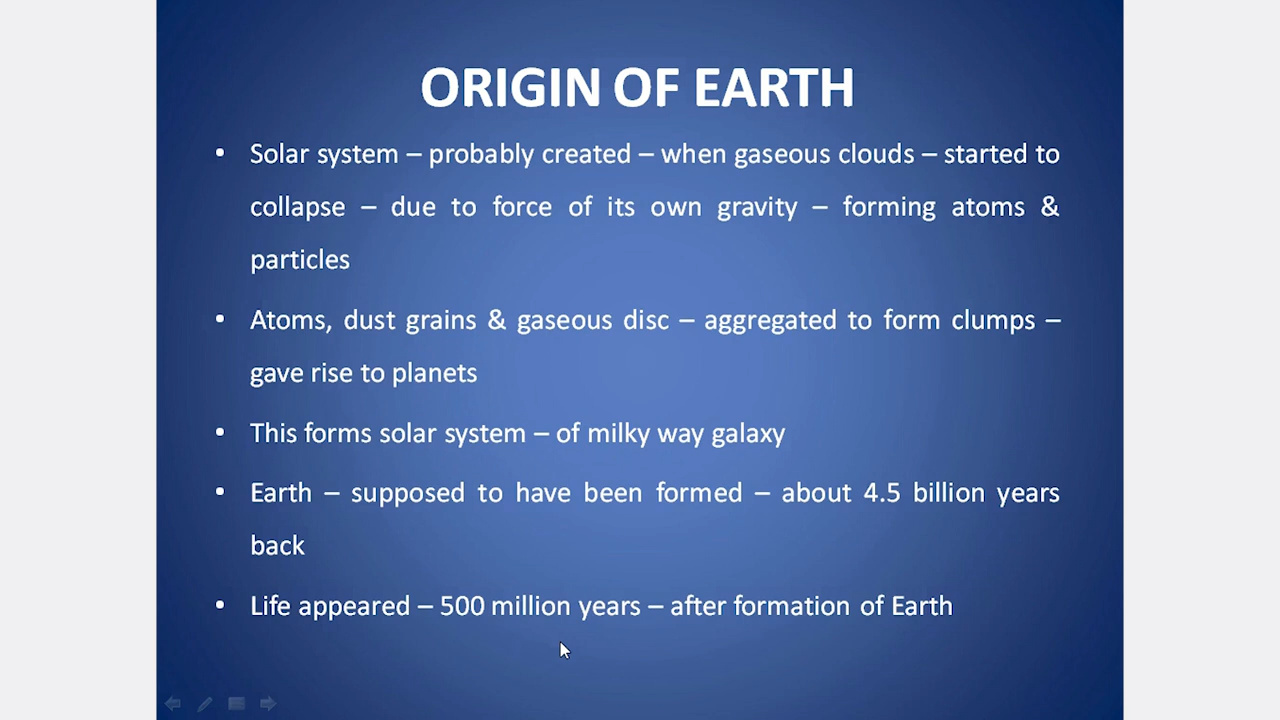 ORIGIN OF EARTH
• Solar system – probably created – when gaseous clouds – started to
collapse – due to force of its own gravity – forming atoms &
particles
• Atoms, dust grains & gaseous disc – aggregated to form clumps –
gave rise to planets
• This forms solar system – of milky way galaxy
• Earth – supposed to have been formed – about 4.5 billion years
back
• Life appeared – 500 million years – after formation of Earth